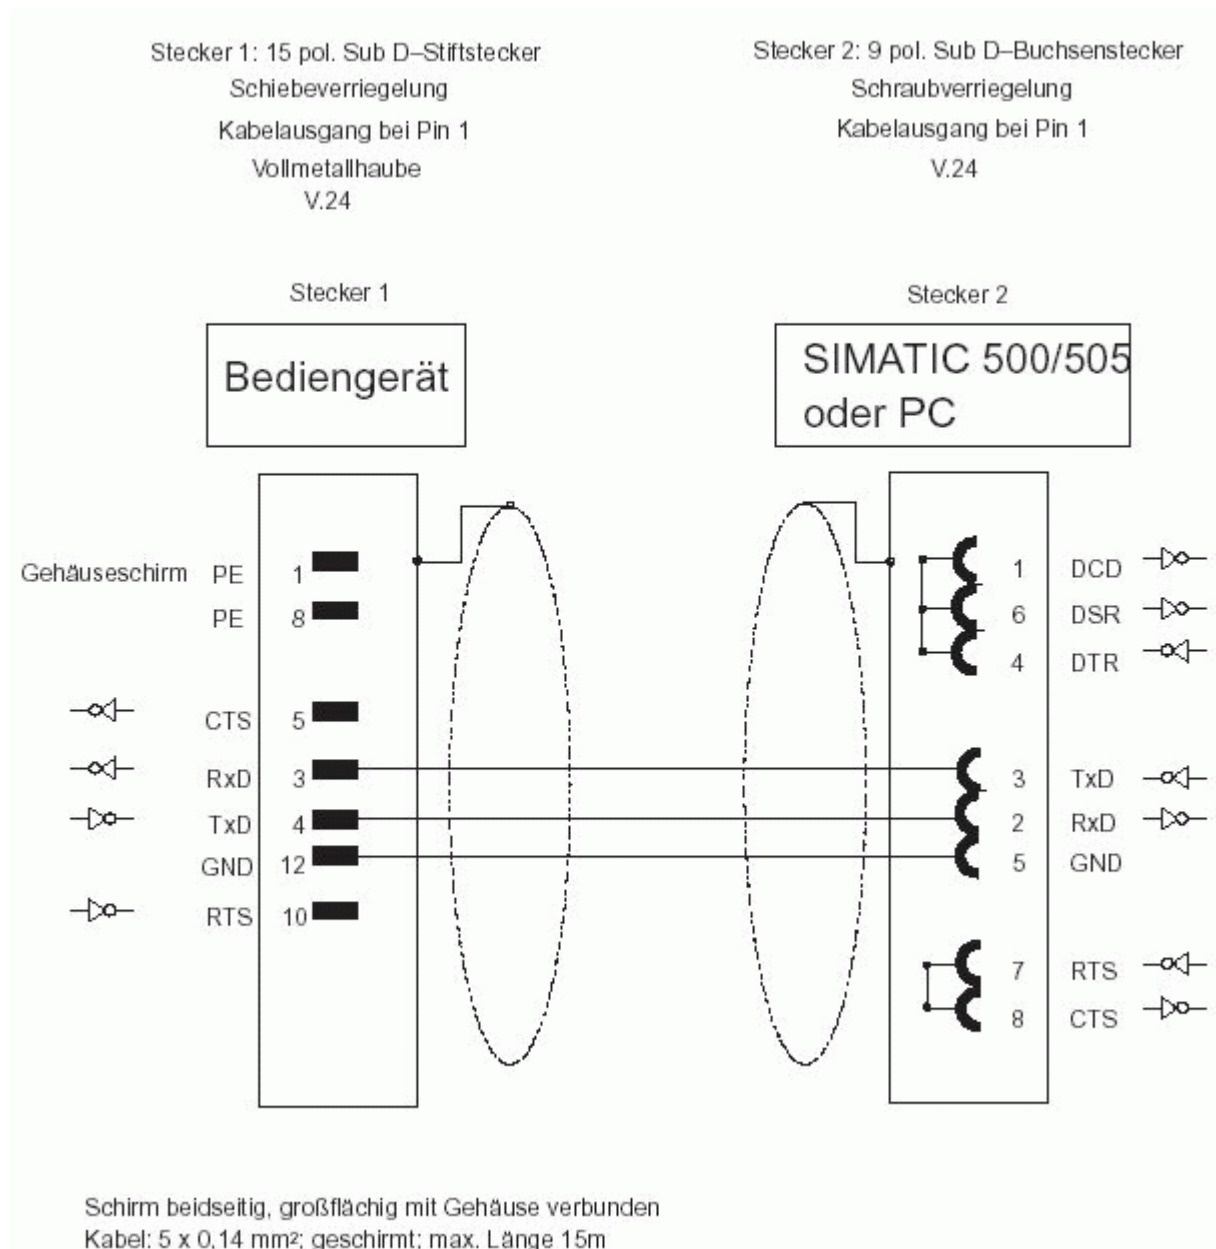 Stecker 1: 15 pol. Sub D–Stiftstecker
Schiebeverriegelung
Kabelausgang bei Pin 1
Vollmetallhaube
V.24
Stecker 2: 9 pol. Sub D–Buchsenstecker
Schraubverriegelung
Kabelausgang bei Pin 1
V.24
Stecker 1
Bediengerät
Stecker 2
SIMATIC 500/505
oder PC
Gehäuseschirm PE 1
PE 8
CTS 5
RxD 3
TxD 4
GND 12
RTS 10
1 DCD
6 DSR
4 DTR
3 TxD
2 RxD
5 GND
7 RTS
8 CTS
Schirm beidseitig, großflächig mit Gehäuse verbunden
Kabel: 5 x 0,14 mm²; geschirmt; max. Länge 15m